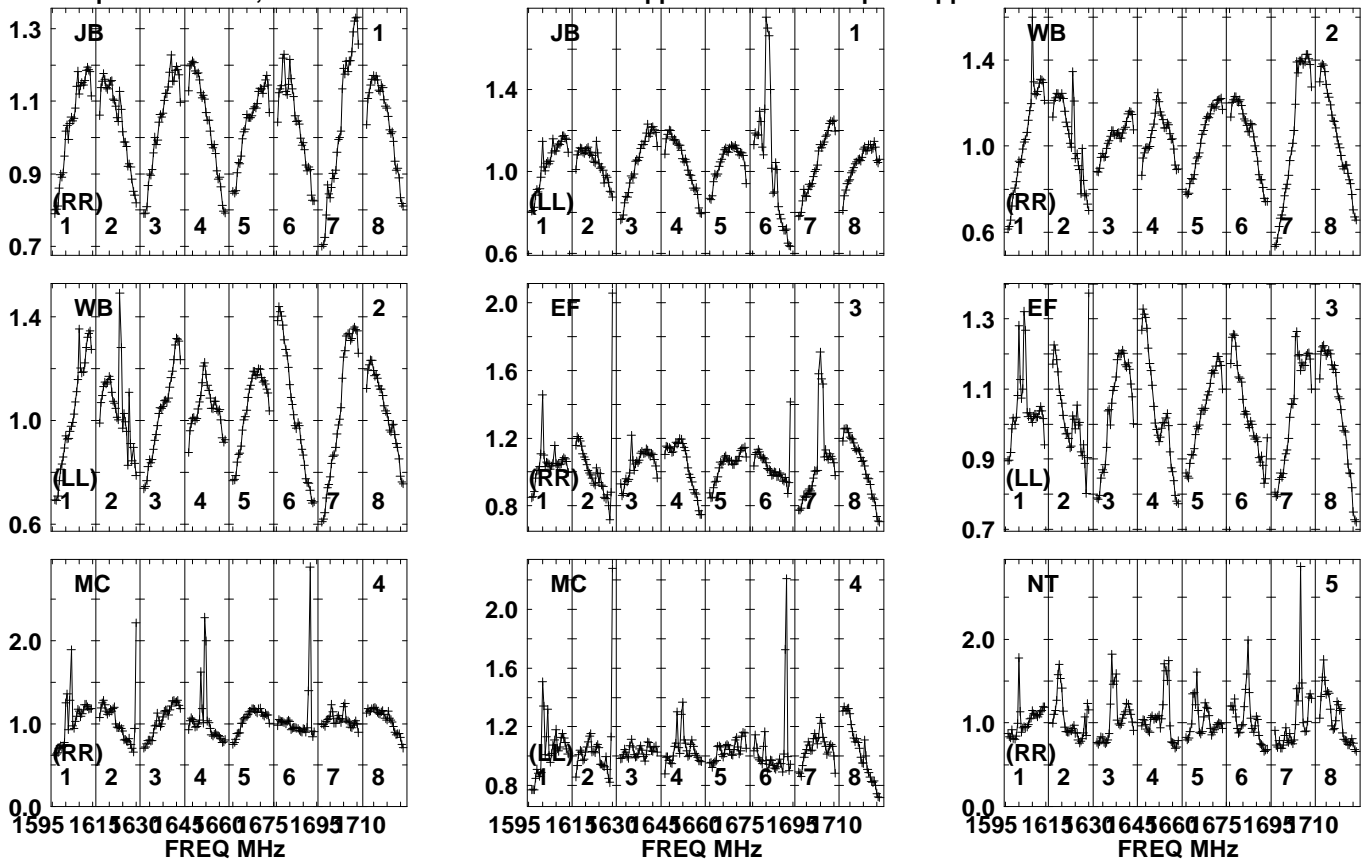 JB 1
1.3
1.1
0.9
0.7
(RR) 1 2 3 4 5 6 7 8
JB 1
1.4
1.0
0.6
(LL) 1 2 3 4 5 6 7 8
WB 2
1.4
1.0
0.6
(RR) 1 2 3 4 5 6 7 8
WB 2
1.4
1.0
0.6
(LL) 1 2 3 4 5 6 7 8
EF 3
2.0
1.6
1.2
0.8
(RR) 1 2 3 4 5 6 7 8
EF 3
1.3
1.1
0.9
0.7
(LL) 1 2 3 4 5 6 7 8
MC 4
2.0
1.0
0.0
(RR) 1 2 3 4 5 6 7 8
1595 1615 1630 1645 1660 1675 1695 1710
FREQ MHz
MC 4
2.0
1.6
1.2
0.8
(LL) 1 2 3 4 5 6 7 8
1595 1615 1630 1645 1660 1675 1695 1710
FREQ MHz
NT 5
2.0
1.0
0.0
(RR) 1 2 3 4 5 6 7 8
1595 1615 1630 1645 1660 1675 1695 1710
FREQ MHz